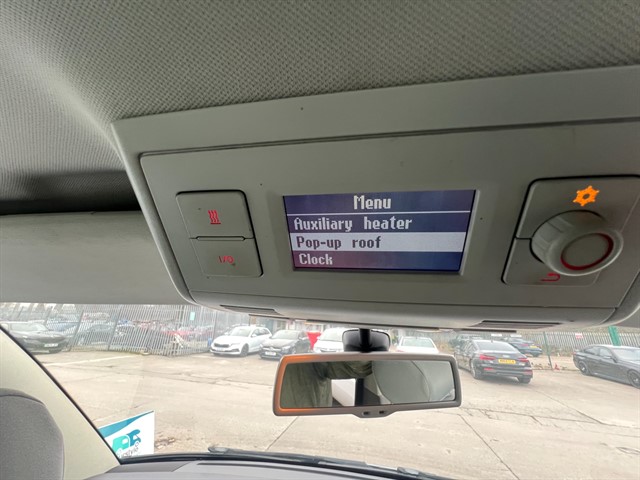 Menu
Auxiliary heater
Pop-up roof
Clock
I/O